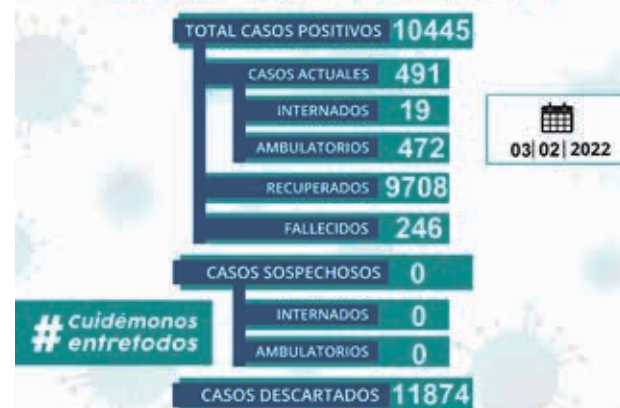 TOTAL CASOS POSITIVOS 10445
CASOS ACTUALES 491
INTERNADOS 19
AMBULATORIOS 472
03| 02| 2022
RECUPERADOS 9708
FALLECIDOS 246
CASOS SOSPECHOSOS 0
INTERNADOS 0
AMBULATORIOS 0
# Cuidémonos
entretodos
CASOS DESCARTADOS 11874